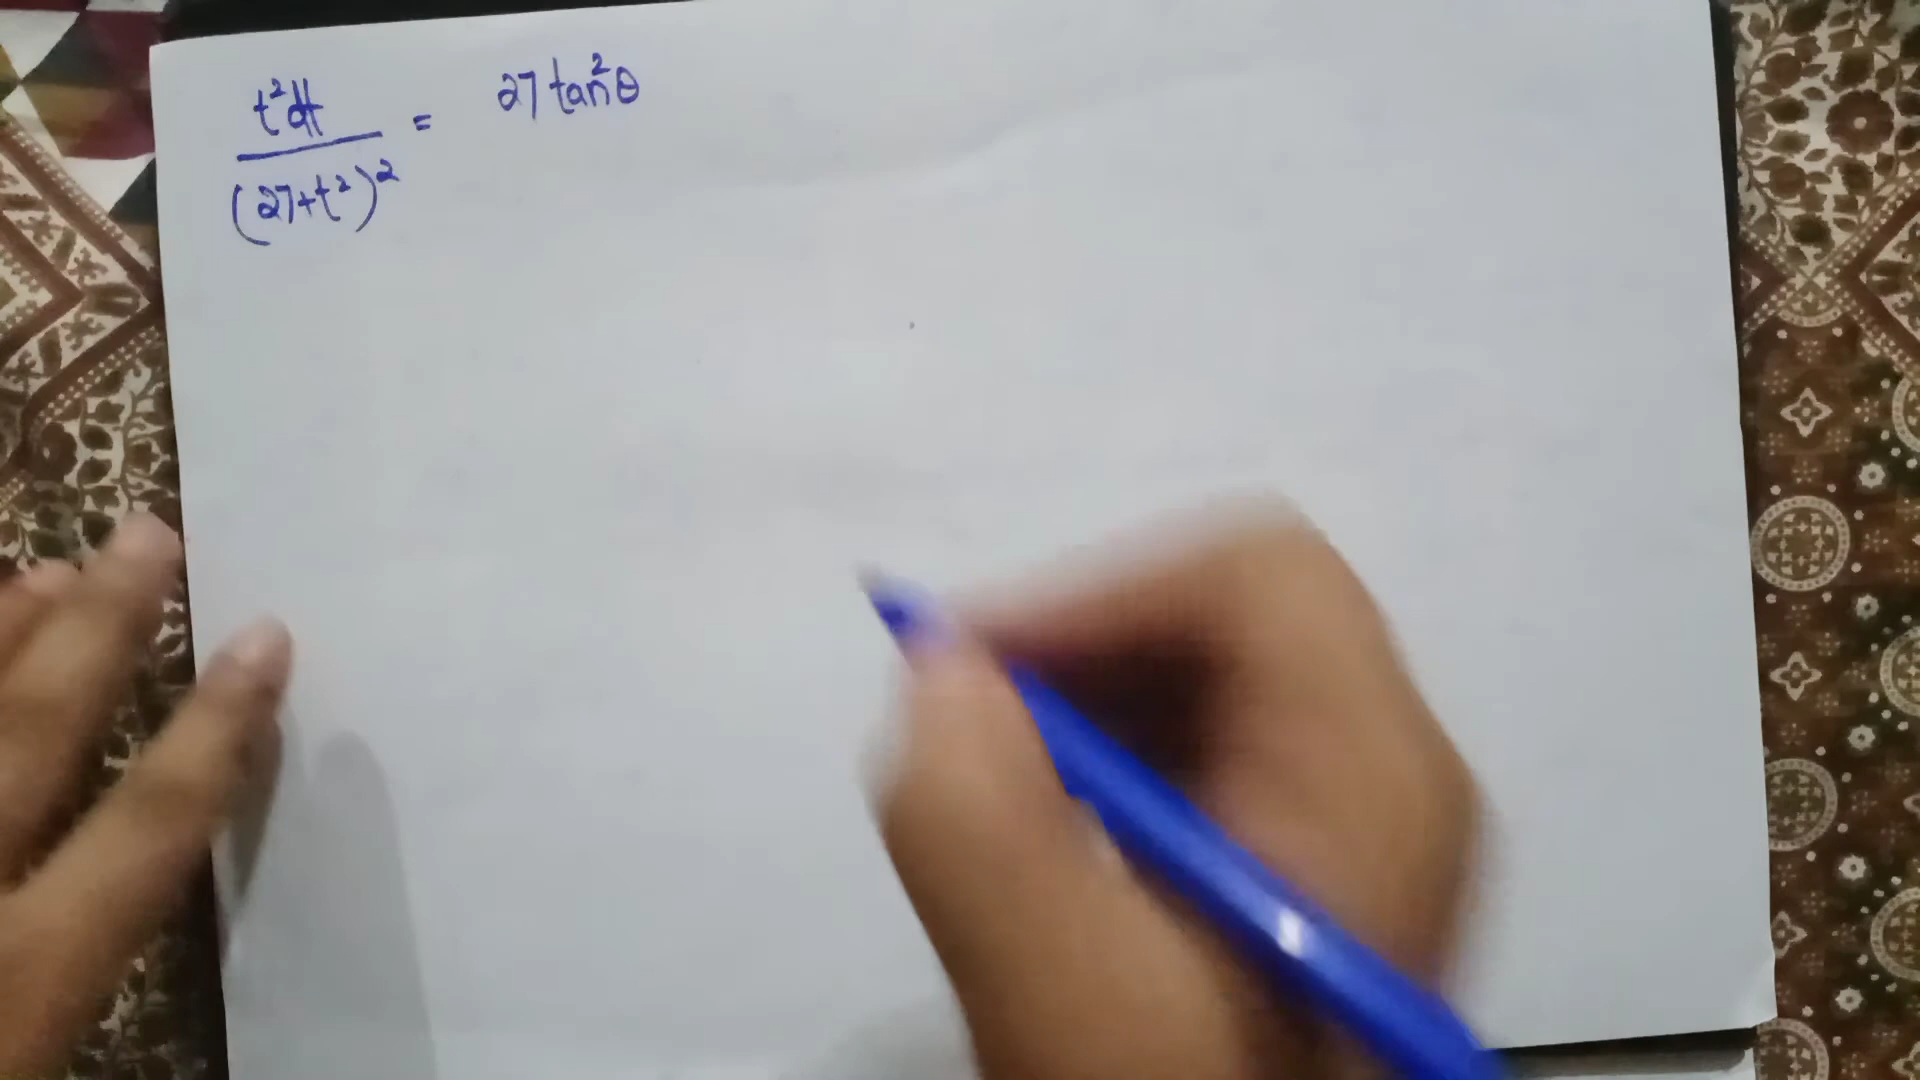 t²dt / (27+t²)² = 27 tan²θ